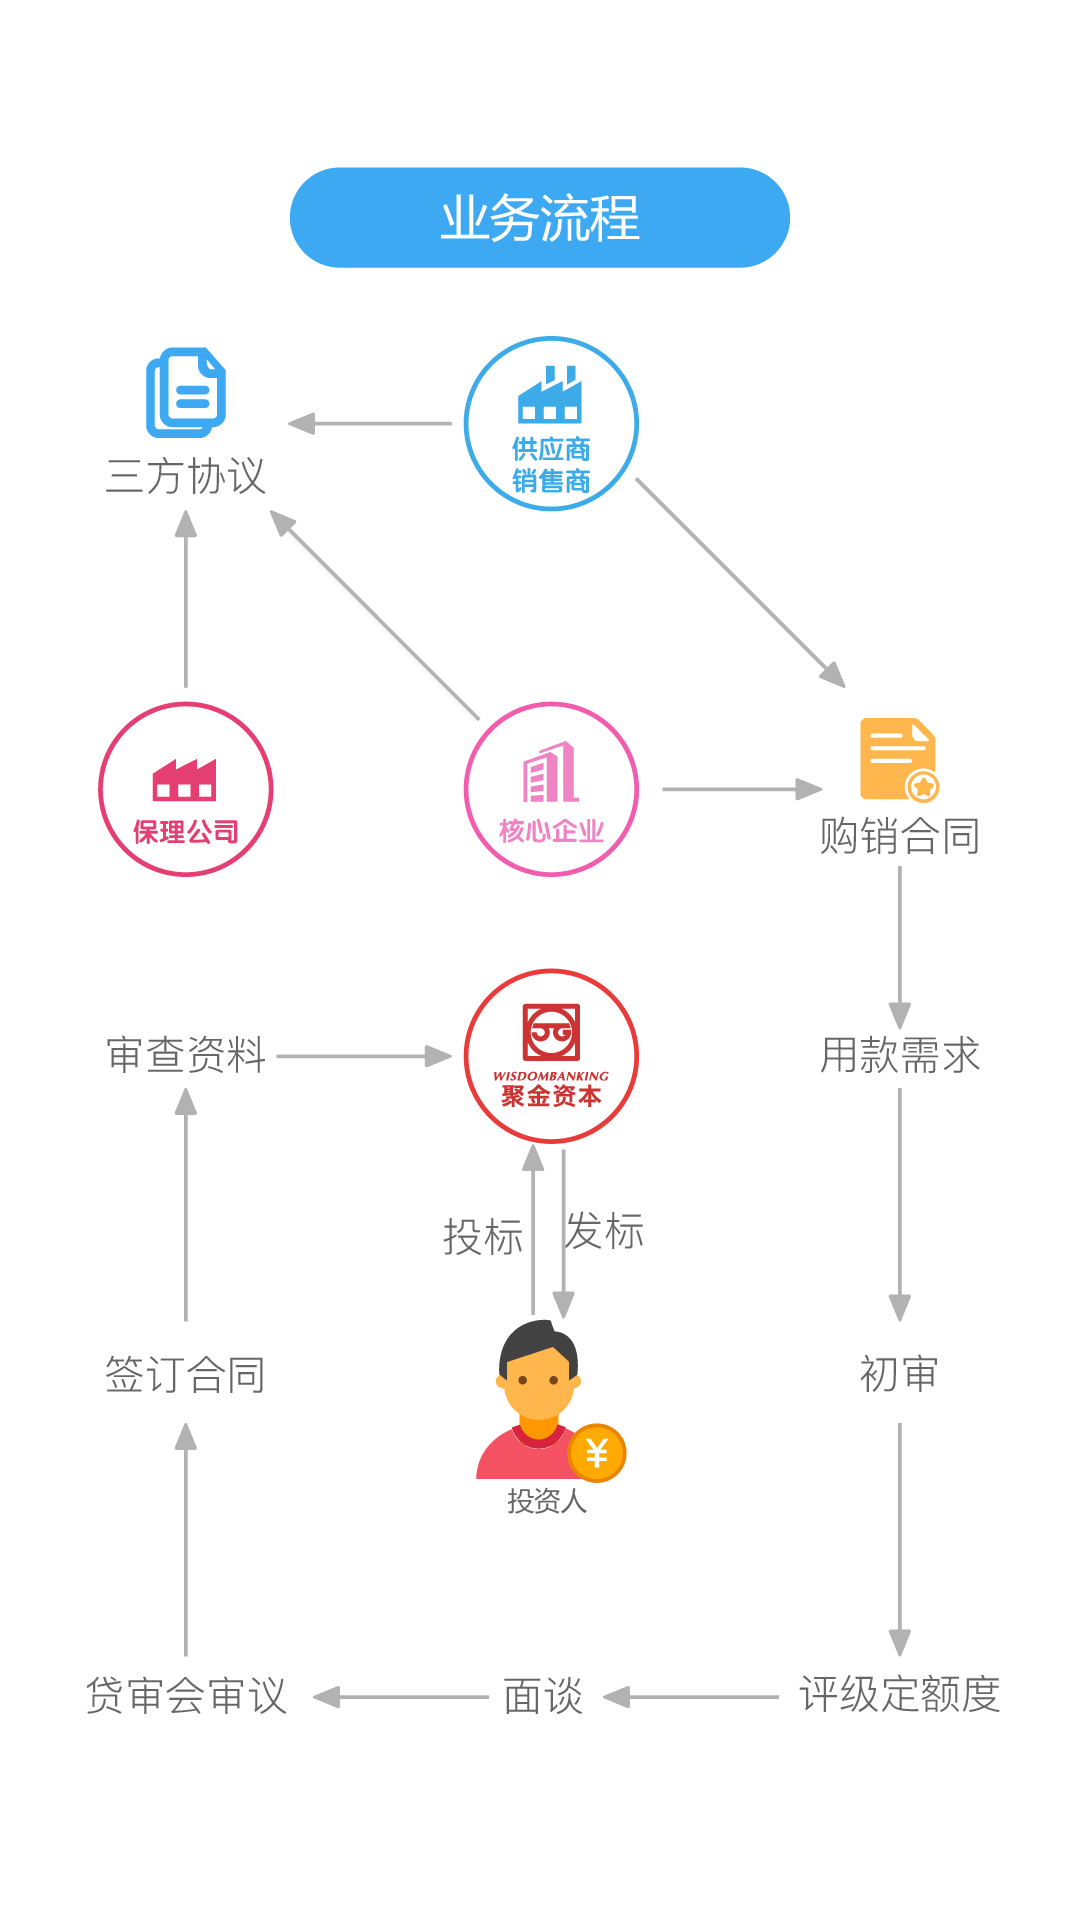 业务流程
供应商
销售商
三方协议
保理公司
核心企业
购销合同
审查资料
WISDOMBANKING
聚金资本
用款需求
投标
发标
签订合同
初审
¥
投资人
贷审会审议
面谈
评级定额度